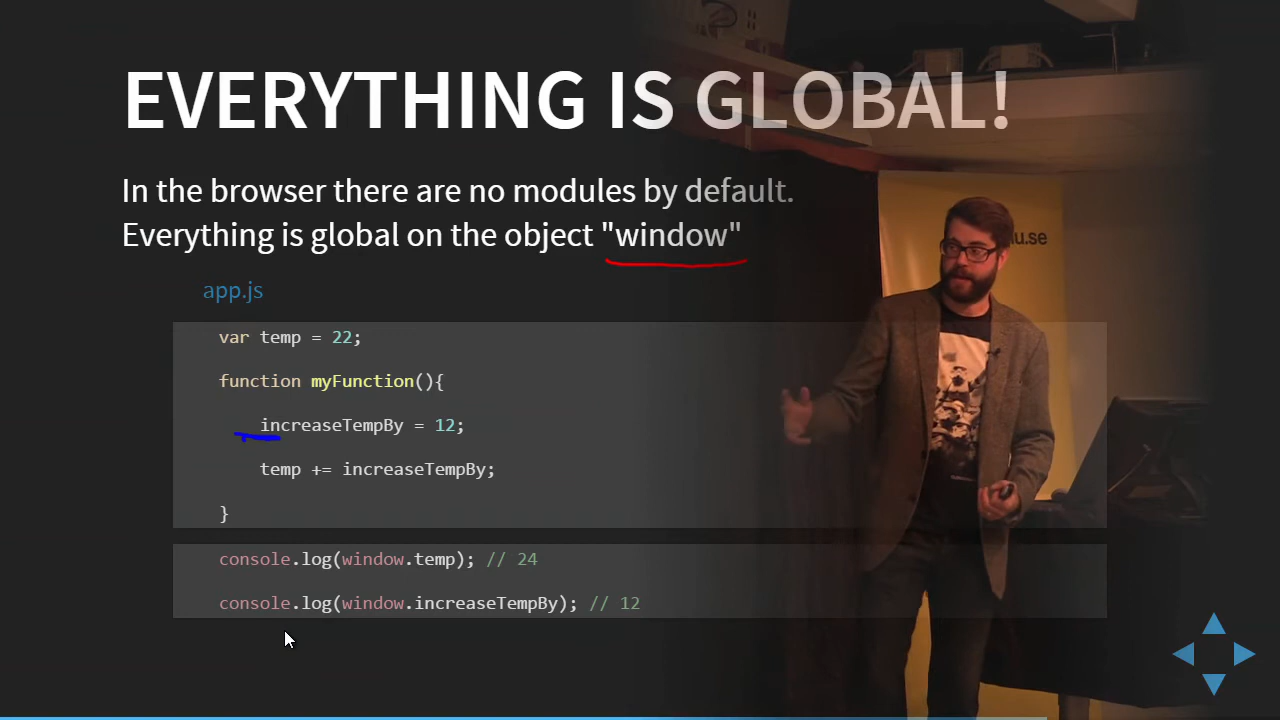 EVERYTHING IS GLOBAL!
In the browser there are no modules by default.
Everything is global on the object "window"
app.js
var temp = 22;
function myFunction(){
increaseTempBy = 12;
temp += increaseTempBy;
}
console.log(window.temp); // 24
console.log(window.increaseTempBy); // 12